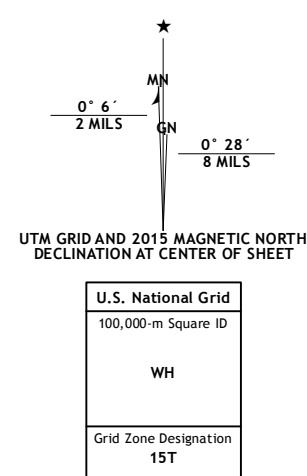 MN
0° 6´
2 MILS
GN
0° 28´
8 MILS
UTM GRID AND 2015 MAGNETIC NORTH
DECLINATION AT CENTER OF SHEET
U.S. National Grid
100,000-m Square ID
WH
Grid Zone Designation
15T